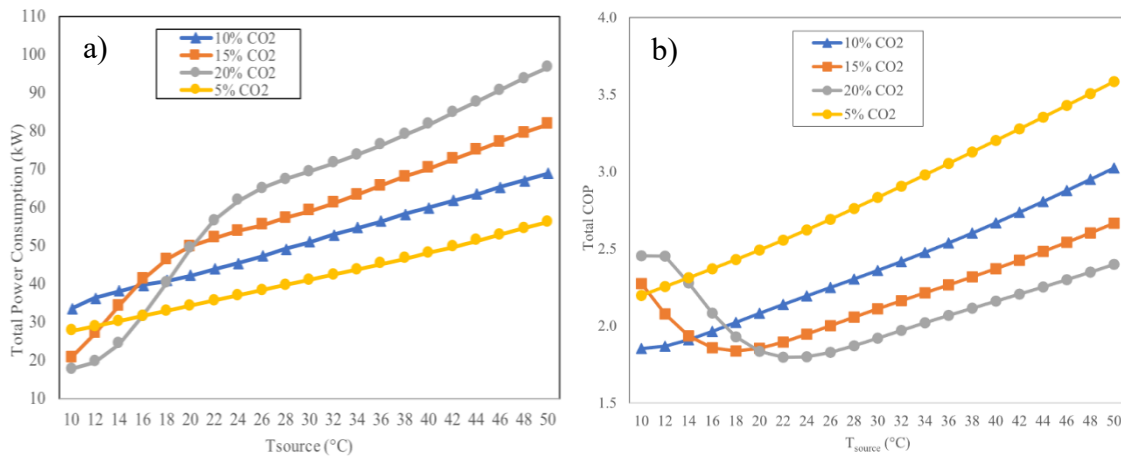 a)
10% CO2
15% CO2
20% CO2
5% CO2
Total Power Consumption (kW)
110
100
90
80
70
60
50
40
30
20
10
10 12 14 16 18 20 22 24 26 28 30 32 34 36 38 40 42 44 46 48 50
Tsource (°C)
b)
10% CO2
15% CO2
20% CO2
5% CO2
Total COP
4.0
3.5
3.0
2.5
2.0
1.5
10 12 14 16 18 20 22 24 26 28 30 32 34 36 38 40 42 44 46 48 50
Tsource (°C)